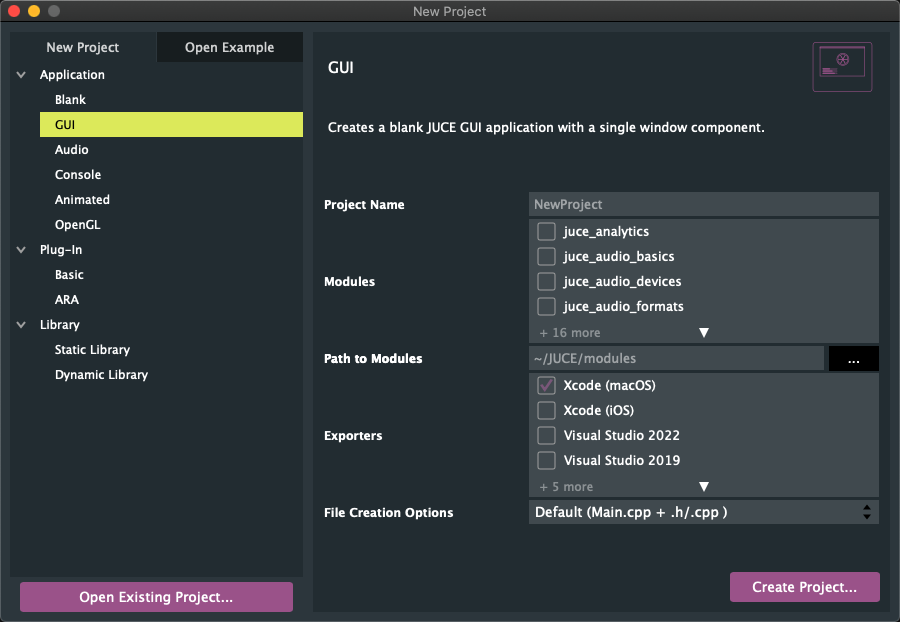 New Project
New Project
Open Example
Application
Blank
GUI
Audio
Console
Animated
OpenGL
Plug-In
Basic
ARA
Library
Static Library
Dynamic Library
Open Existing Project...
GUI
Creates a blank JUCE GUI application with a single window component.
Project Name
NewProject
Modules
juce_analytics
juce_audio_basics
juce_audio_devices
juce_audio_formats
+ 16 more
Path to Modules
~/JUCE/modules
...
Exporters
Xcode (macOS)
Xcode (iOS)
Visual Studio 2022
Visual Studio 2019
+ 5 more
File Creation Options
Default (Main.cpp + .h/.cpp )
Create Project...